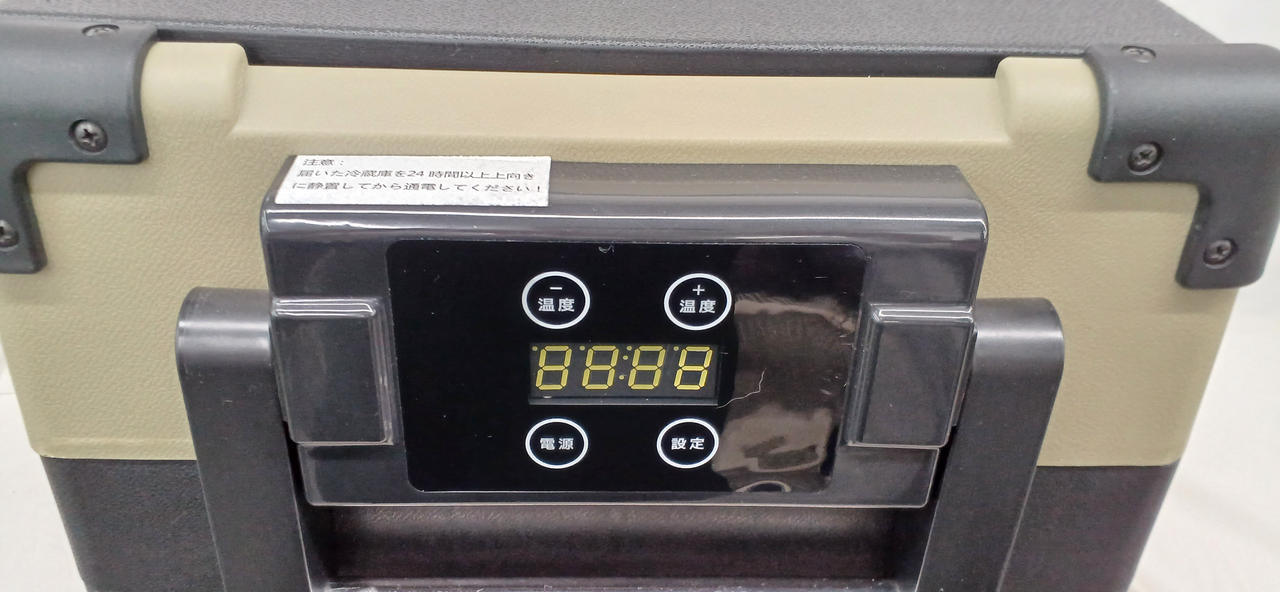 注意：
届いた冷蔵庫を24時間以上上向き
に静置してから通電してください！
－ 温度
＋ 温度
88:88
電源
設定